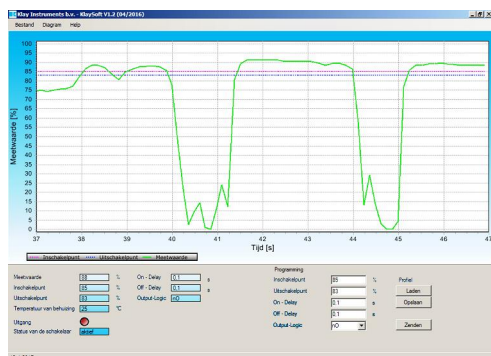 Klay Instruments b.v. - KlaySoft V1.2 (04/2016)
Bestand Diagram Help
Meetwaarde [%]
100
95
90
85
80
75
70
65
60
55
50
45
40
35
30
25
20
15
10
5
0
37 38 39 40 41 42 43 44 45 46 47
Tijd [s]
Inschakelpunt Uitschakelpunt Meetwaarde
Meetwaarde 88 %
Inschakelpunt 85 %
Uitschakelpunt 83 %
Temperatuur van behuizing 25 °C
Uitgang
Status van de schakelaar aktief
On - Delay 0,1 s
Off - Delay 0,1 s
Output-Logic nO
Programming
Inschakelpunt 85 %
Uitschakelpunt 83 %
On - Delay 0.1 s
Off - Delay 0.1 s
Output-Logic nO
Profiel
Laden
Opslaan
Zenden